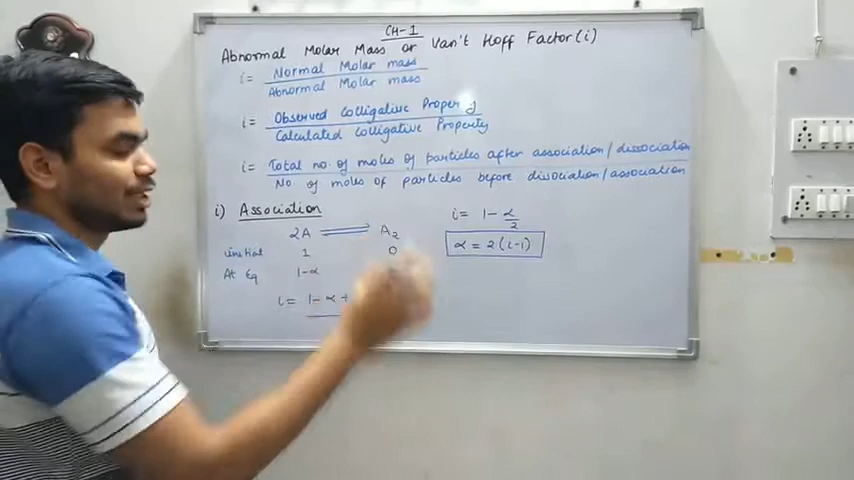 CH-1
Abnormal Molar Mass or Van't Hoff Factor (i)
i = Normal Molar mass / Abnormal Molar mass
i = Observed Colligative Property / Calculated Colligative Property
i = Total no. of moles of particles after association/dissociation / No of moles of particles before dissociation/association
i) Association
2A ⇌ A₂
initial 1 0
At Eq 1-α
i = 1-α +
i = 1 - α/2
α = 2(i-1)